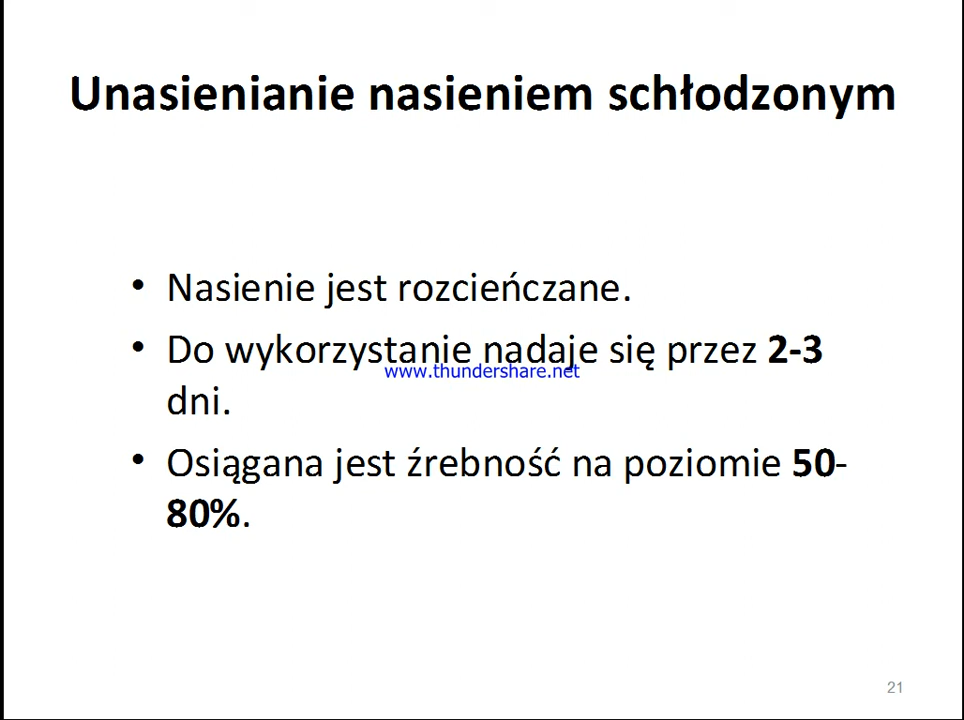 Unasienianie nasieniem schłodzonym
• Nasienie jest rozcieńczane.
• Do wykorzystanie nadaje się przez 2-3
www.thundershare.net
dni.
• Osiągana jest źrebność na poziomie 50-
80%.
21